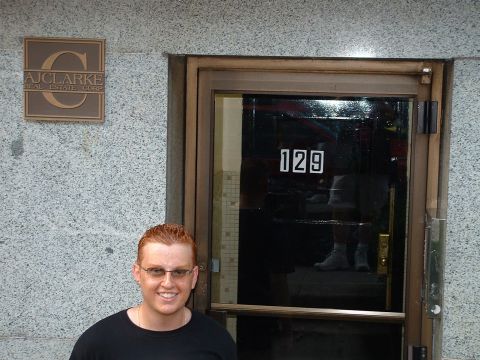 C
AJCLARKE
REAL ESTATE CORP
129